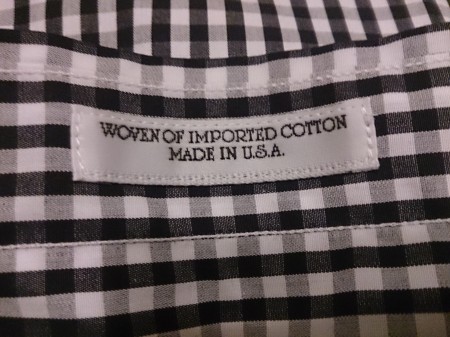 WOVEN OF IMPORTED COTTON
MADE IN U.S.A.